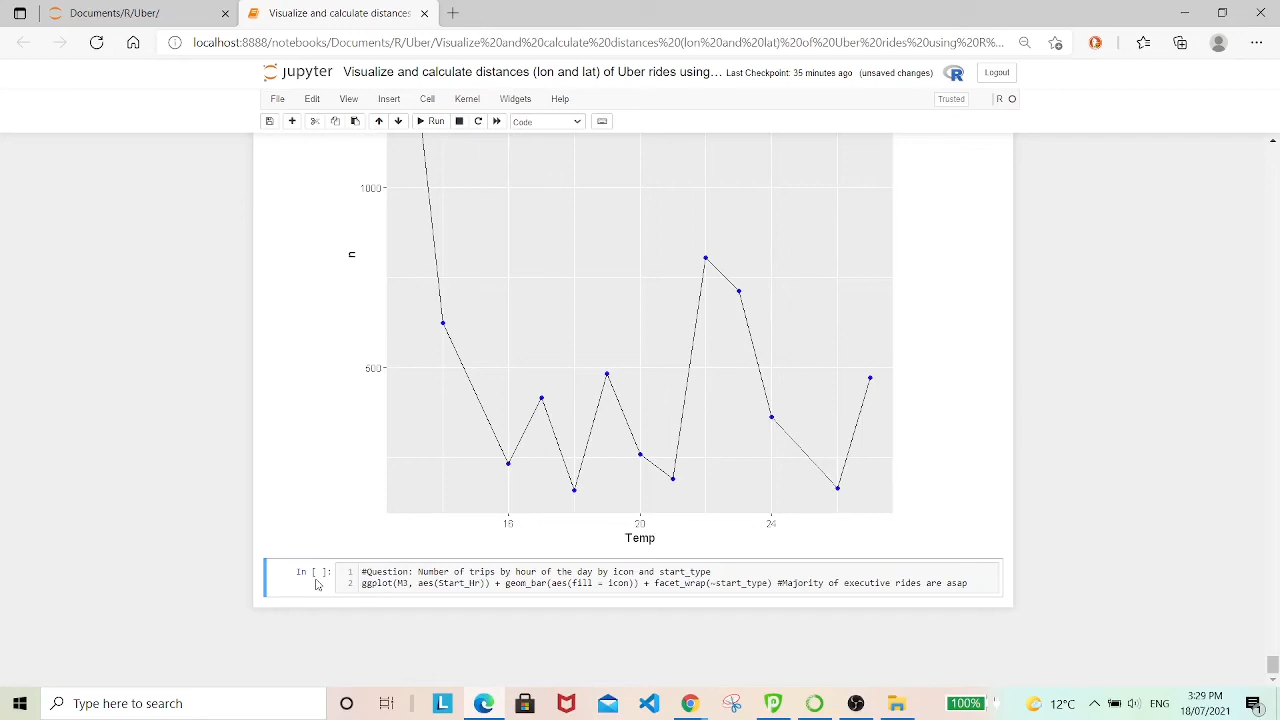 Documents/R/Uber/
Visualize and calculate distances
localhost:8888/notebooks/Documents/R/Uber/Visualize%20and%20calculate%20distances%20(lon%20and%20lat)%20of%20Uber%20rides%20using%20R%...
jupyter Visualize and calculate distances (lon and lat) of Uber rides using... Last Checkpoint: 35 minutes ago (unsaved changes) Logout
File Edit View Insert Cell Kernel Widgets Help Trusted R
Run Code
1000
n
500
16 20 24
Temp
In [ ]: 1 #Question: Number of trips by hour of the day by icon and start_type
2 ggplot(M3, aes(Start_Hr)) + geom_bar(aes(fill = icon)) + facet_wrap(~start_type) #Majority of executive rides are asap
Type here to search
100%
12°C
ENG
3:29 PM
18/07/2021
1